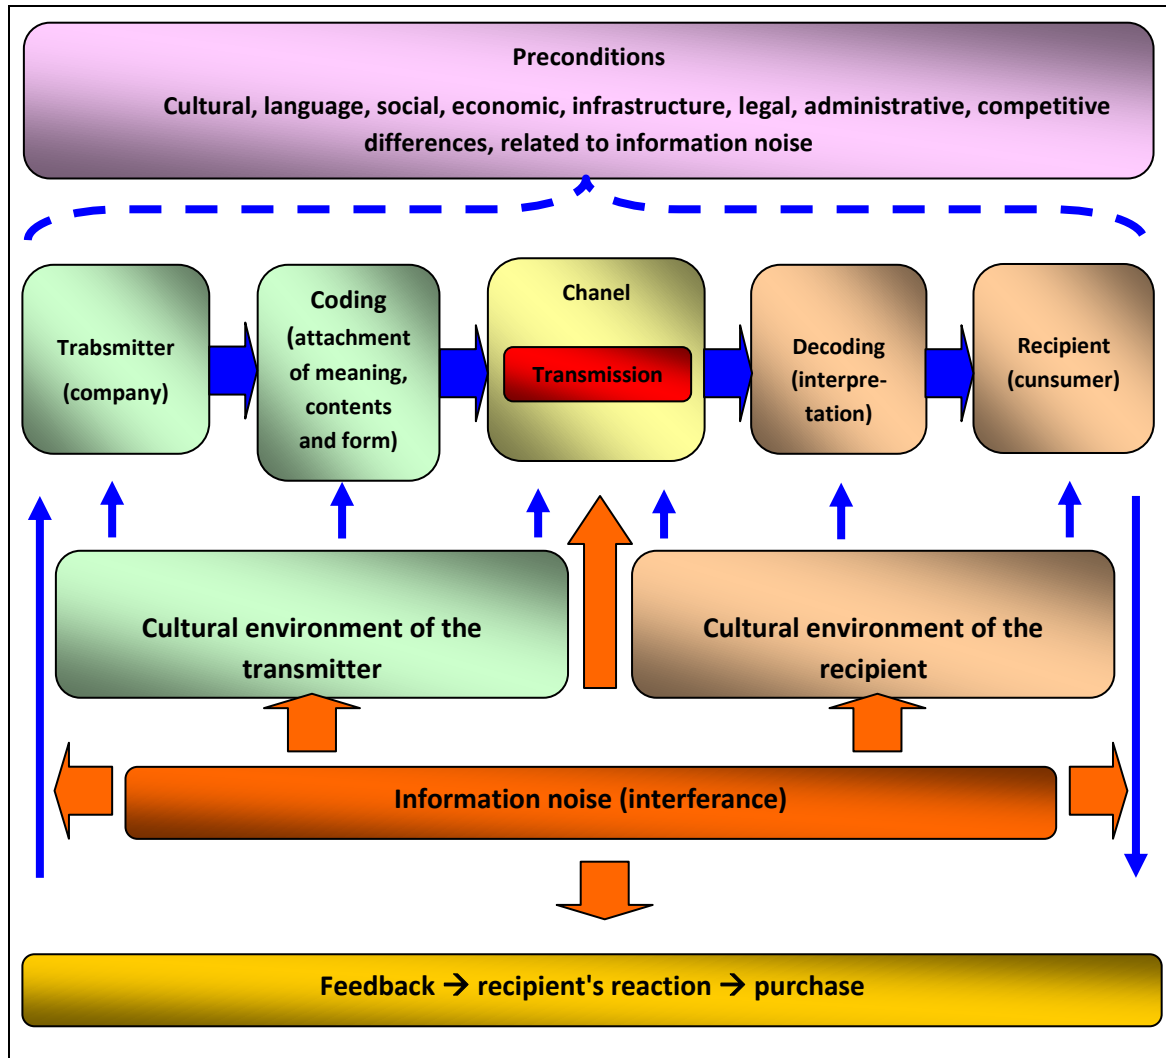 Preconditions
Cultural, language, social, economic, infrastructure, legal, administrative, competitive
differences, related to information noise
Trabsmitter
(company)
Coding
(attachment
of meaning,
contents
and form)
Chanel
Transmission
Decoding
(interpre-
tation)
Recipient
(cunsumer)
Cultural environment of the
transmitter
Cultural environment of the
recipient
Information noise (interferance)
Feedback → recipient's reaction → purchase